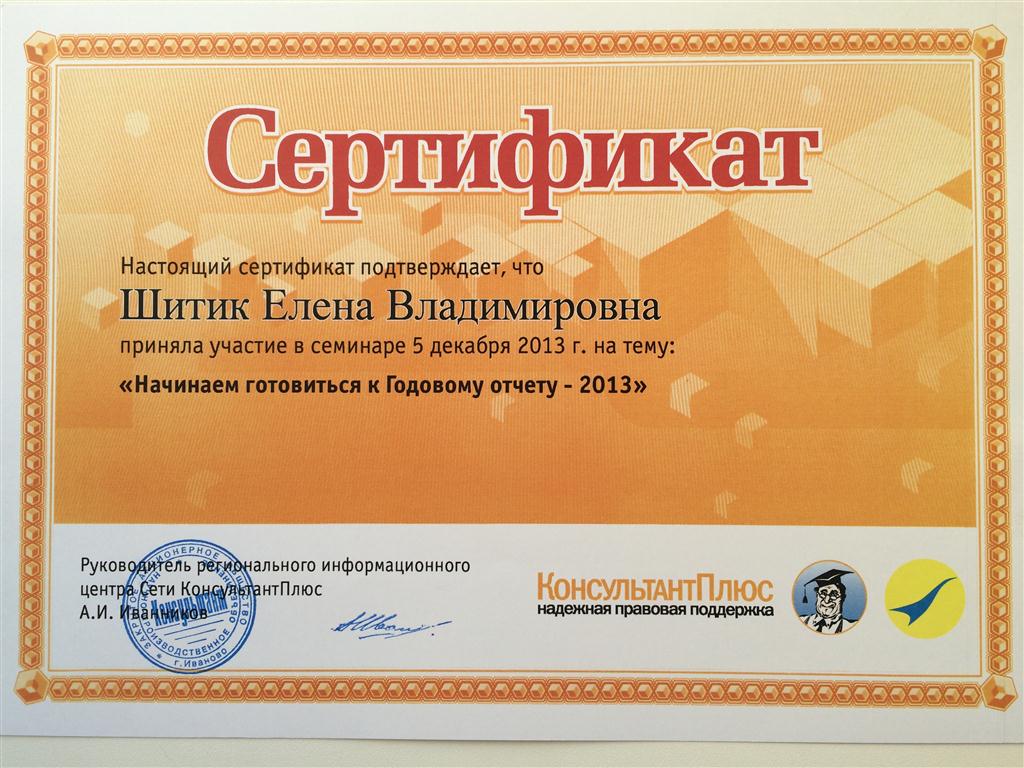 Сертификат
Настоящий сертификат подтверждает, что
Шитик Елена Владимировна
приняла участие в семинаре 5 декабря 2013 г. на тему:
«Начинаем готовиться к Годовому отчету - 2013»
Руководитель регионального информационного
центра Сети КонсультантПлюс
А.И. Иванников
г.Иваново
КонсультантПлюс
надежная правовая поддержка